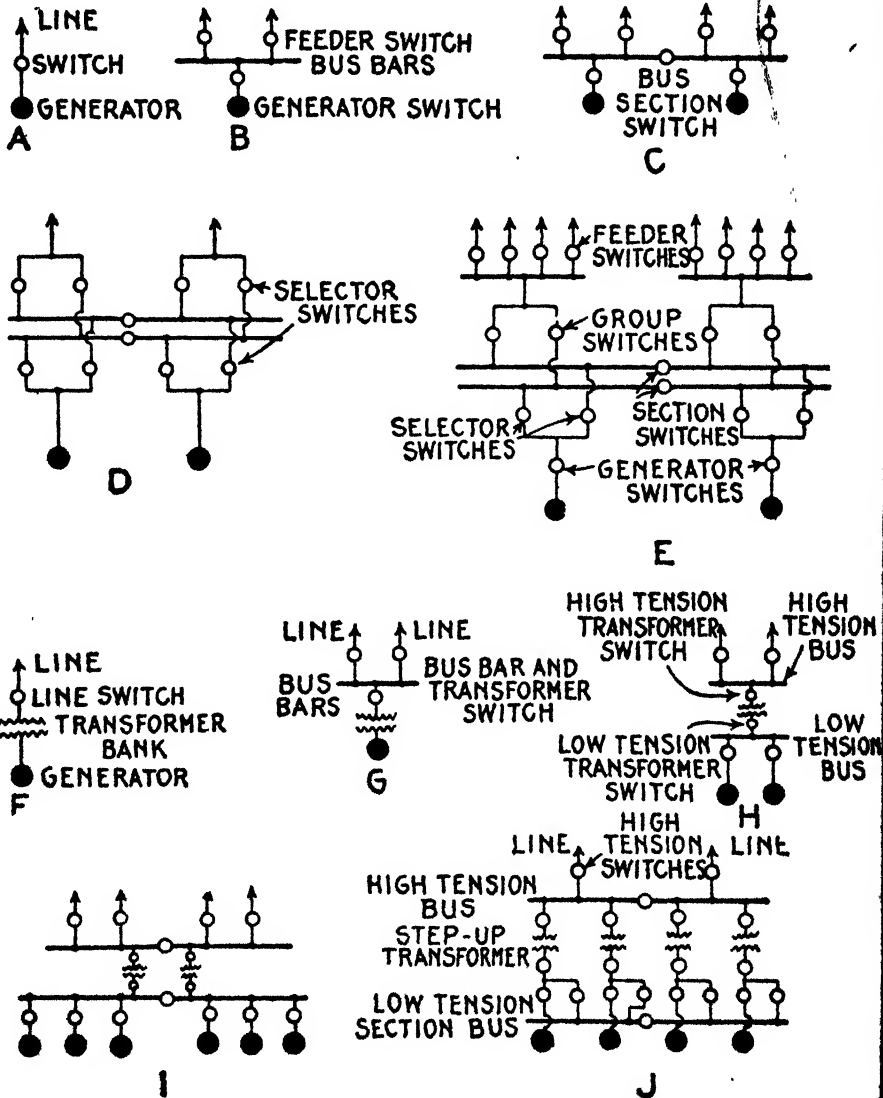 LINE
SWITCH
GENERATOR
A
FEEDER SWITCH
BUS BARS
GENERATOR SWITCH
B
BUS
SECTION
SWITCH
C
SELECTOR
SWITCHES
D
FEEDER
SWITCHES
GROUP
SWITCHES
SELECTOR
SWITCHES
SECTION
SWITCHES
GENERATOR
SWITCHES
E
LINE
LINE SWITCH
TRANSFORMER
BANK
GENERATOR
F
LINE
LINE
BUS
BARS
BUS BAR AND
TRANSFORMER
SWITCH
G
HIGH TENSION
TRANSFORMER
SWITCH
HIGH
TENSION
BUS
LOW TENSION
TRANSFORMER
SWITCH
LOW
TENSION
BUS
H
I
LINE
HIGH
TENSION
SWITCHES
LINE
HIGH TENSION
BUS
STEP-UP
TRANSFORMER
LOW TENSION
SECTION BUS
J